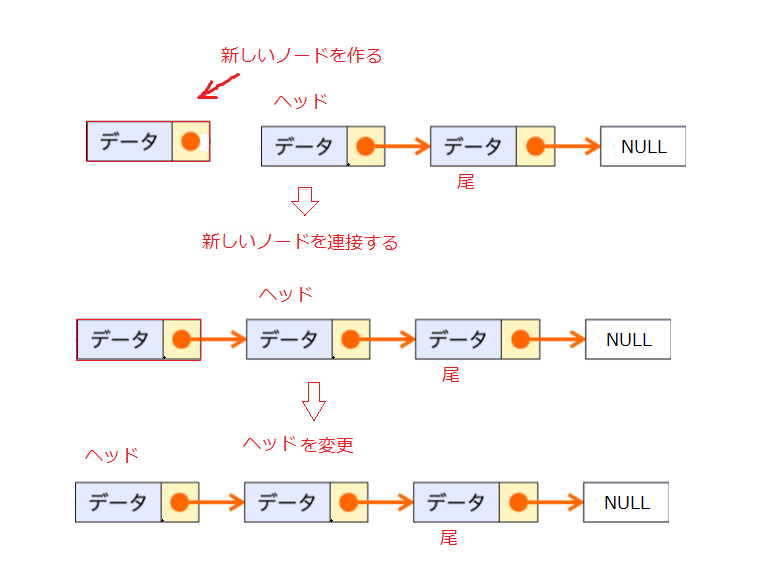 新しいノードを作る
ヘッド
データ
データ
データ
NULL
尾
新しいノードを連接する
ヘッド
データ
データ
データ
NULL
尾
ヘッドを変更
ヘッド
データ
データ
データ
NULL
尾